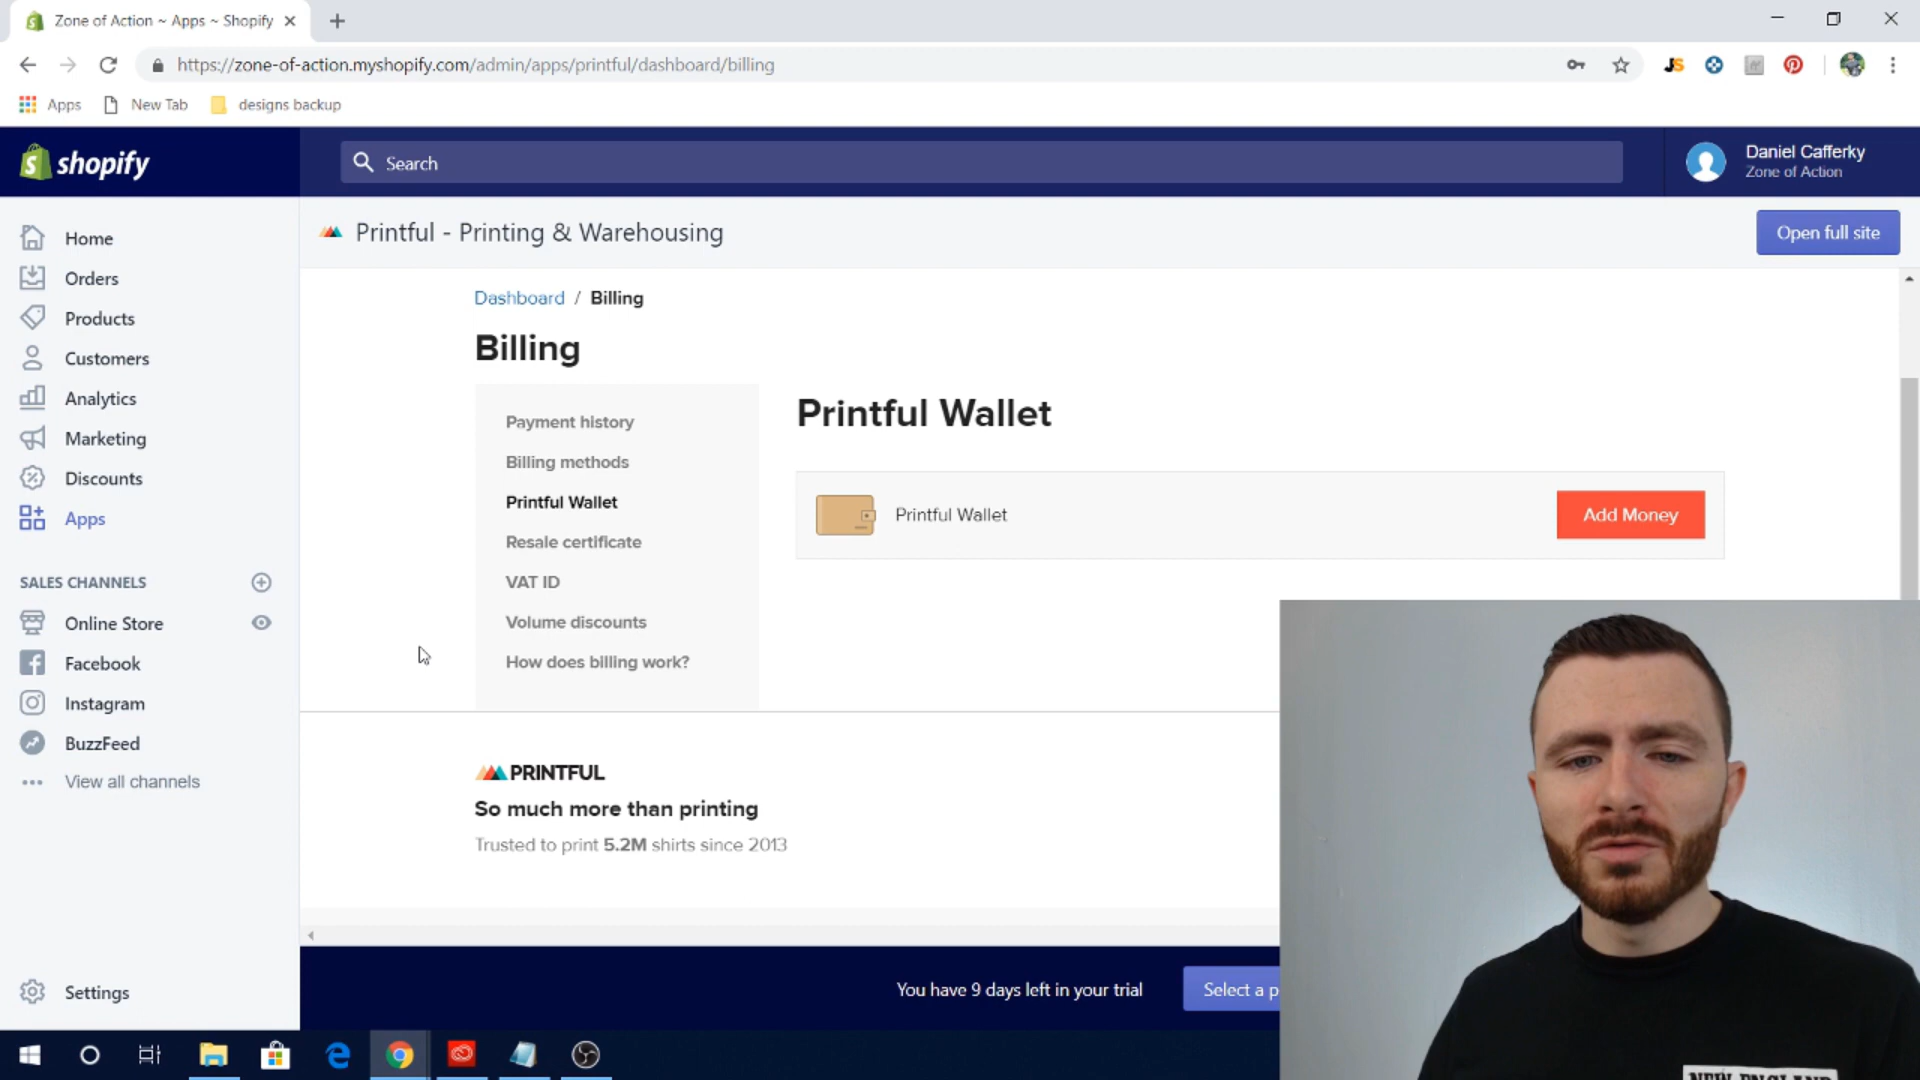 Zone of Action ~ Apps ~ Shopify
https://zone-of-action.myshopify.com/admin/apps/printful/dashboard/billing
JS
Apps
New Tab
designs backup
shopify
Search
Daniel Cafferky
Zone of Action
Printful - Printing & Warehousing
Open full site
Home
Orders
Products
Customers
Analytics
Marketing
Discounts
Apps
SALES CHANNELS
Online Store
Facebook
Instagram
BuzzFeed
View all channels
Settings
Dashboard / Billing
Billing
Payment history
Billing methods
Printful Wallet
Resale certificate
VAT ID
Volume discounts
How does billing work?
Printful Wallet
Printful Wallet
Add Money
PRINTFUL
So much more than printing
Trusted to print 5.2M shirts since 2013
You have 9 days left in your trial
Select a p
NEW ENGLAND